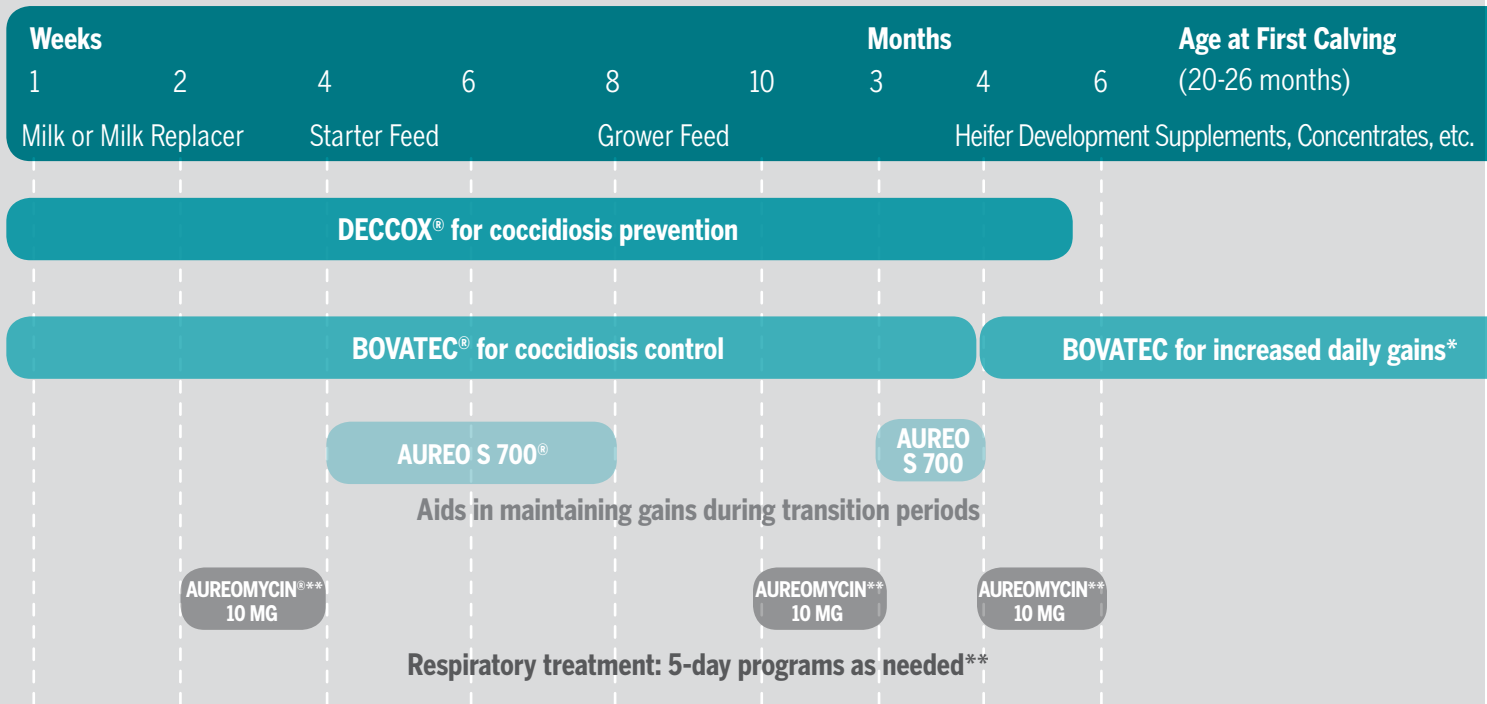 Weeks Months Age at First Calving
1 2 4 6 8 10 3 4 6 (20-26 months)
Milk or Milk Replacer Starter Feed Grower Feed Heifer Development Supplements, Concentrates, etc.
DECCOX® for coccidiosis prevention
BOVATEC® for coccidiosis control BOVATEC for increased daily gains*
AUREO S 700®
AUREO
S 700
Aids in maintaining gains during transition periods
AUREOMYCIN®**
10 MG
AUREOMYCIN**
10 MG
AUREOMYCIN**
10 MG
Respiratory treatment: 5-day programs as needed**